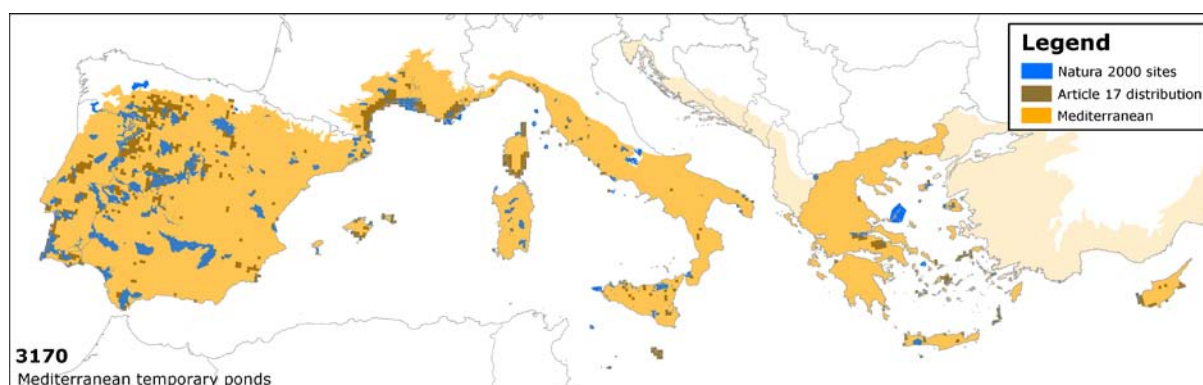 Legend
Natura 2000 sites
Article 17 distribution
Mediterranean
3170
Mediterranean temporary ponds